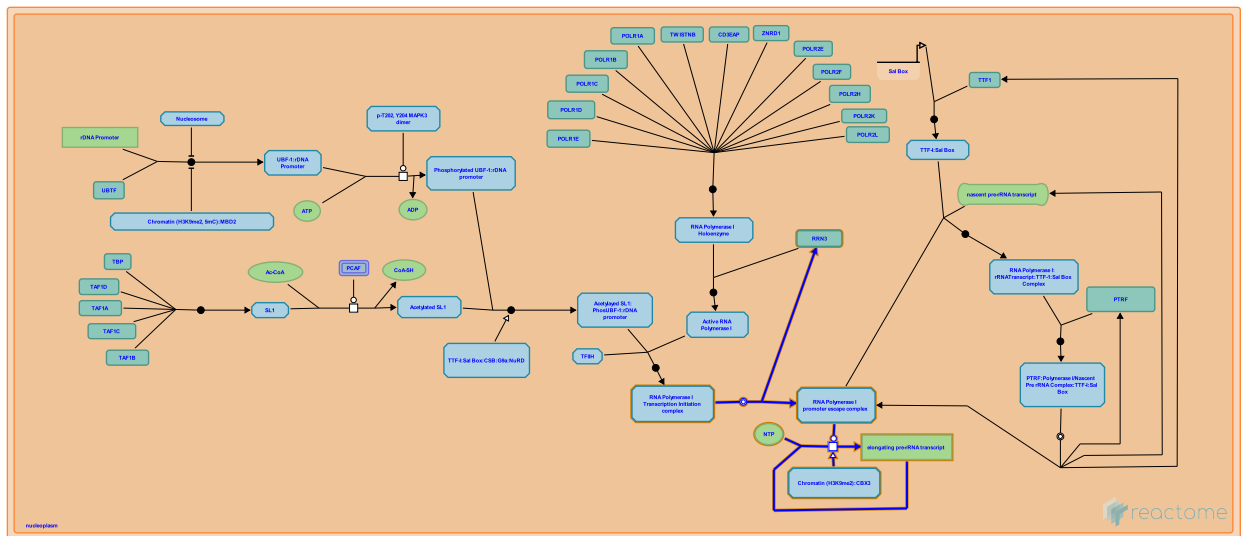 POLR1A
TWISTNB
CD3EAP
ZNRD1
POLR1B
POLR2E
POLR1C
POLR2F
POLR1D
POLR2H
POLR1E
POLR2K
POLR2L
Sal Box
TTF1
TTF-I:Sal Box
nascent pre-rRNA transcript
RNA Polymerase I:
rRNATranscript: TTF-1:Sal Box
Complex
PTRF
PTRF:Polymerase I/Nascent
Pre rRNA Complex:TTF-I:Sal
Box
rDNA Promoter
Nucleosome
UBTF
Chromatin (H3K9me2, 5mC):MBD2
UBF-1:rDNA
Promoter
p-T202, Y204 MAPK3
dimer
ATP
ADP
Phosphorylated UBF-1:rDNA
promoter
TBP
TAF1D
TAF1A
TAF1C
TAF1B
SL1
Ac-CoA
PCAF
CoA-SH
Acetylated SL1
TTF-I:Sal Box:CSB:G9a:NuRD
Acetylayed SL1:
PhosUBF-1:rDNA
promoter
RNA Polymerase I
Holoenzyme
RRN3
Active RNA
Polymerase I
TFIIH
RNA Polymerase I
Transcription Initiation
complex
RNA Polymerase I
promoter escape complex
NTP
elongating pre-rRNA transcript
Chromatin (H3K9me2):CBX3
nucleoplasm
reactome